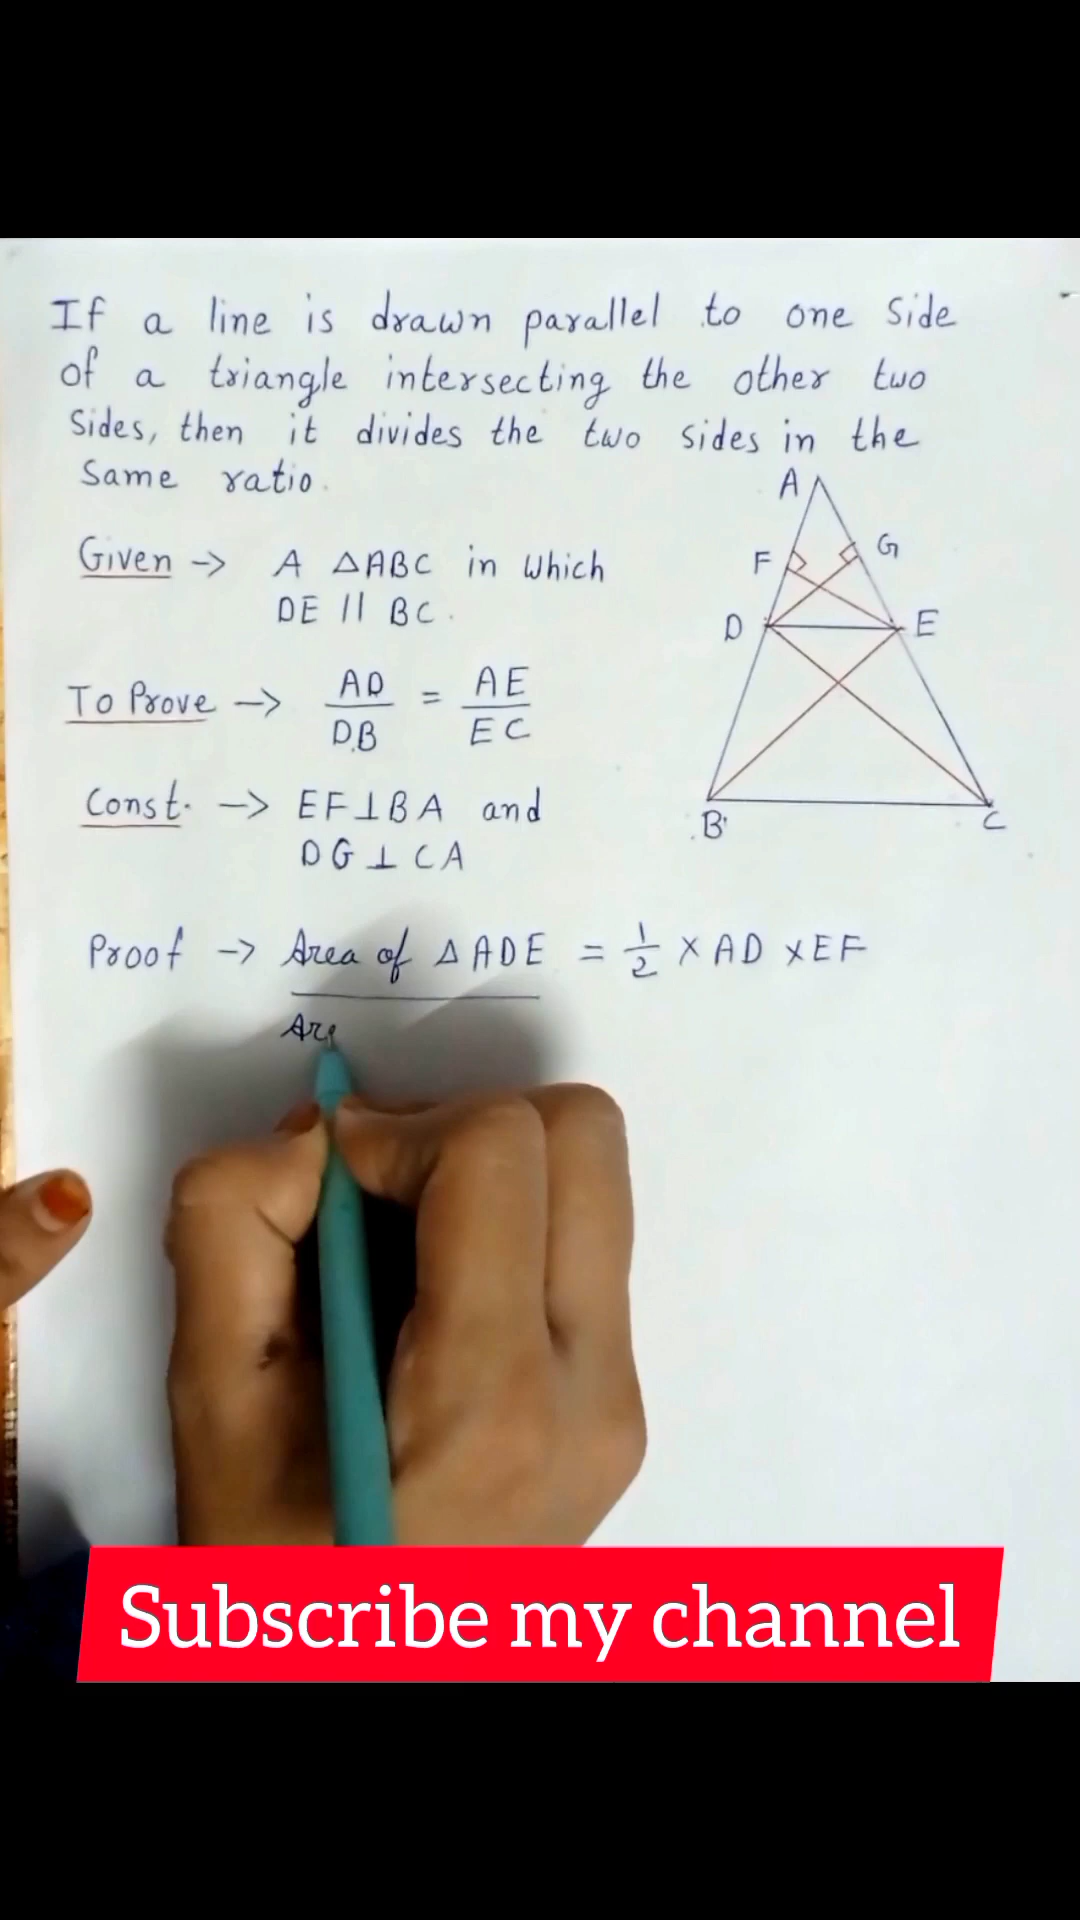 If a line is drawn parallel to one side
of a triangle intersecting the other two
sides, then it divides the two sides in the
same ratio.
Given -> A △ABC in which
DE || BC.
To Prove -> AD/DB = AE/EC
Const. -> EF⊥BA and
DG ⊥ CA
A
F
G
D
E
B
C
Proof -> Area of △ADE = 1/2 × AD × EF
Are
Subscribe my channel